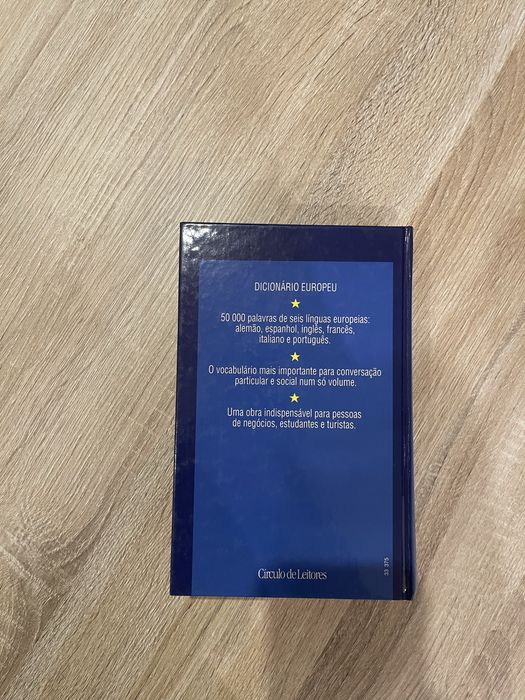 DICIONÁRIO EUROPEU
50 000 palavras de seis línguas europeias:
alemão, espanhol, inglês, francês,
italiano e português.
O vocabulário mais importante para conversação
particular e social num só volume.
Uma obra indispensável para pessoas
de negócios, estudantes e turistas.
Círculo de Leitores
33 375